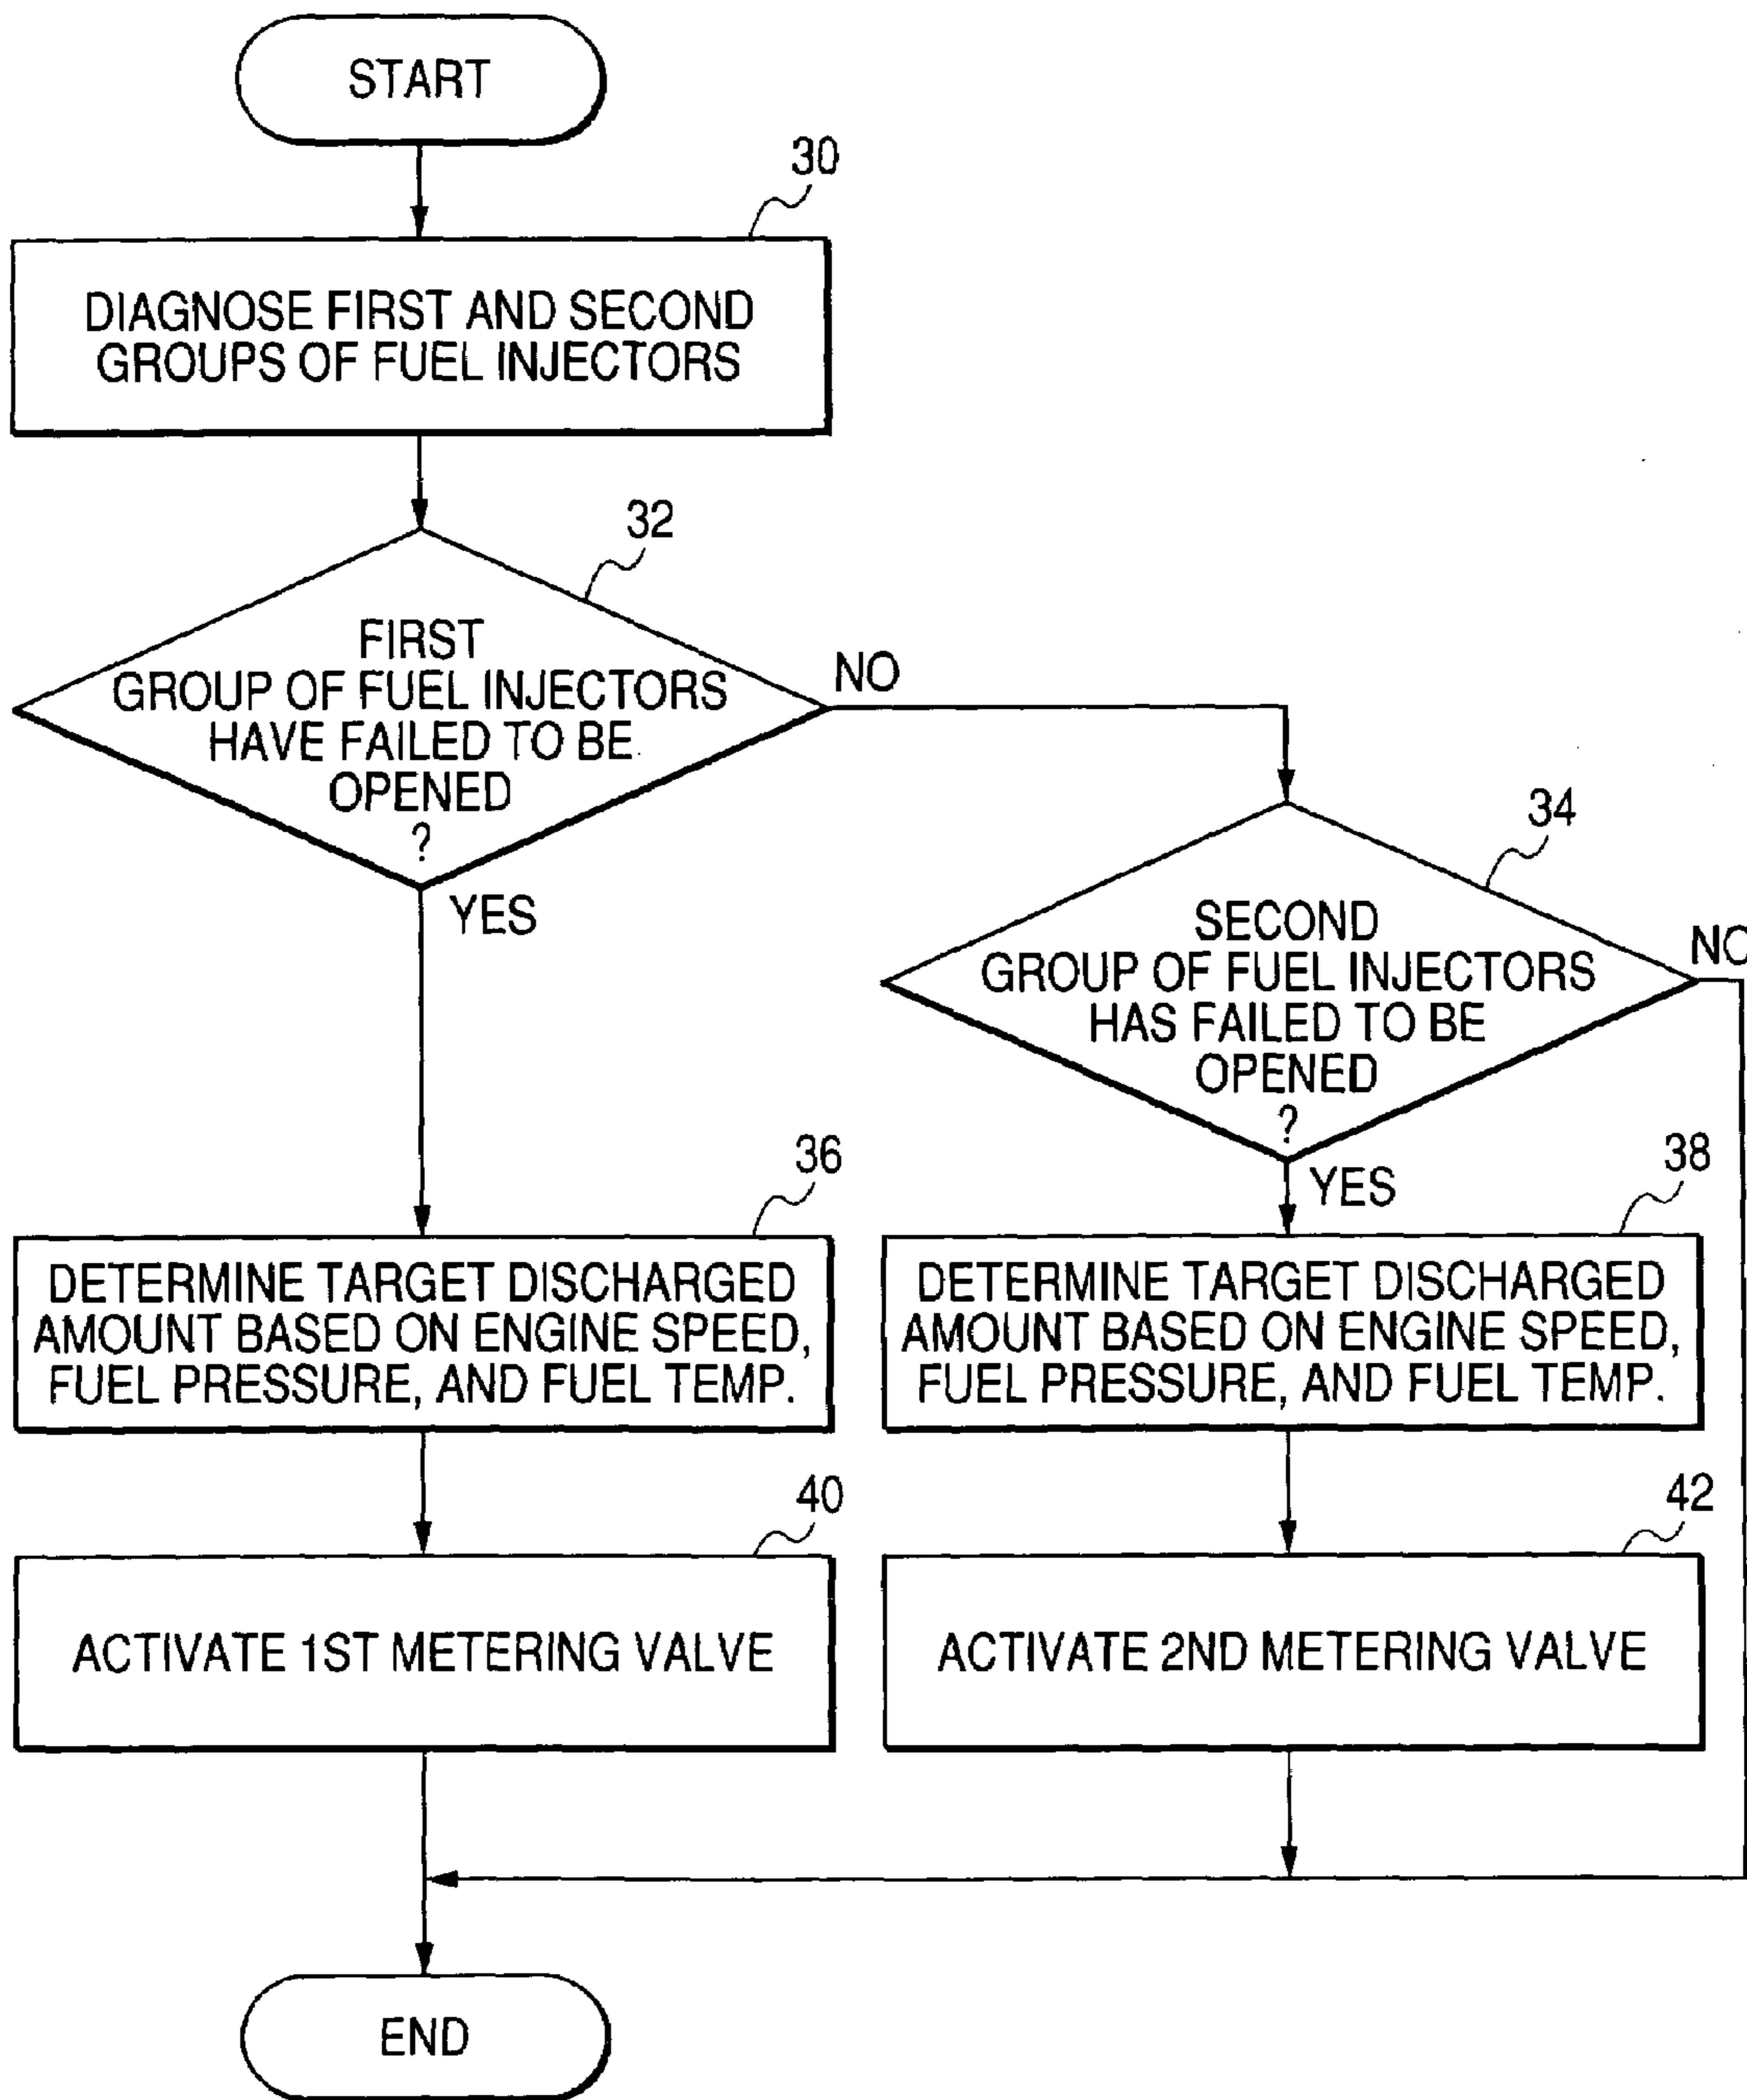 START
30
DIAGNOSE FIRST AND SECOND
GROUPS OF FUEL INJECTORS
32
FIRST
GROUP OF FUEL INJECTORS
HAVE FAILED TO BE
OPENED
?
NO
YES
34
SECOND
GROUP OF FUEL INJECTORS
HAS FAILED TO BE
OPENED
?
NO
YES
36
DETERMINE TARGET DISCHARGED
AMOUNT BASED ON ENGINE SPEED,
FUEL PRESSURE, AND FUEL TEMP.
38
DETERMINE TARGET DISCHARGED
AMOUNT BASED ON ENGINE SPEED,
FUEL PRESSURE, AND FUEL TEMP.
40
ACTIVATE 1ST METERING VALVE
42
ACTIVATE 2ND METERING VALVE
END